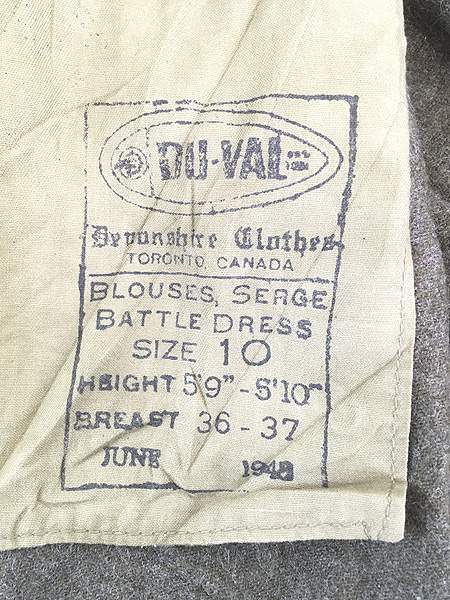 DU-VAL
Devonshire Clothes
TORONTO, CANADA
BLOUSES, SERGE
BATTLE DRESS
SIZE 10
HEIGHT 5'9" - 5'10"
BREAST 36 - 37
JUNE